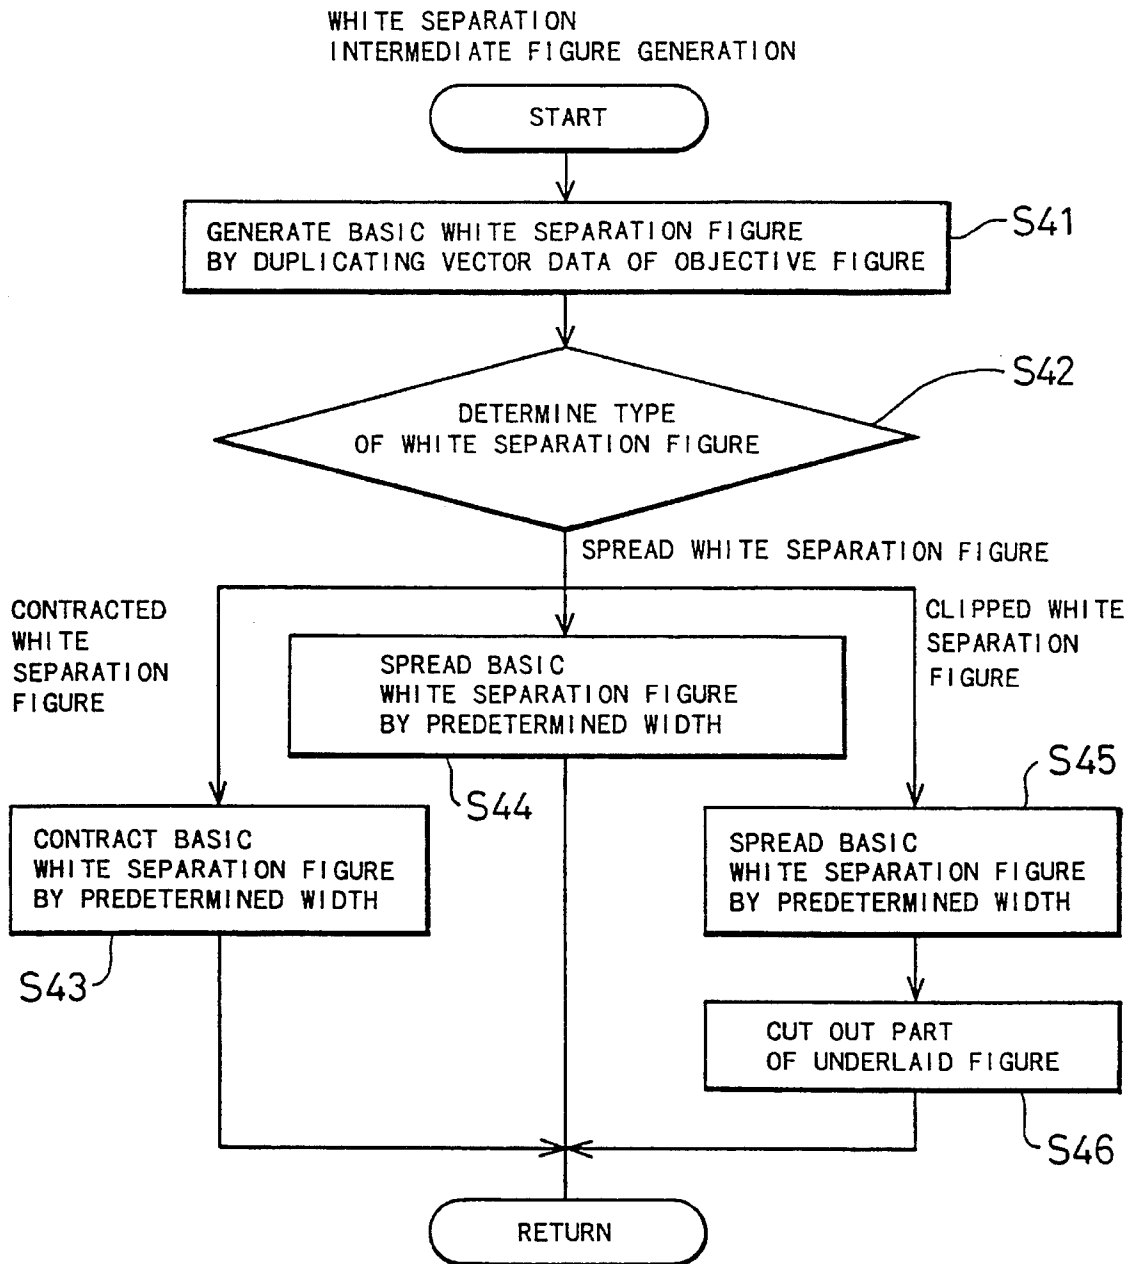 WHITE SEPARATION
INTERMEDIATE FIGURE GENERATION
START
GENERATE BASIC WHITE SEPARATION FIGURE
BY DUPLICATING VECTOR DATA OF OBJECTIVE FIGURE
S41
DETERMINE TYPE
OF WHITE SEPARATION FIGURE
S42
SPREAD WHITE SEPARATION FIGURE
CONTRACTED
WHITE
SEPARATION
FIGURE
CLIPPED WHITE
SEPARATION
FIGURE
SPREAD BASIC
WHITE SEPARATION FIGURE
BY PREDETERMINED WIDTH
S44
CONTRACT BASIC
WHITE SEPARATION FIGURE
BY PREDETERMINED WIDTH
S43
S45
SPREAD BASIC
WHITE SEPARATION FIGURE
BY PREDETERMINED WIDTH
CUT OUT PART
OF UNDERLAID FIGURE
S46
RETURN